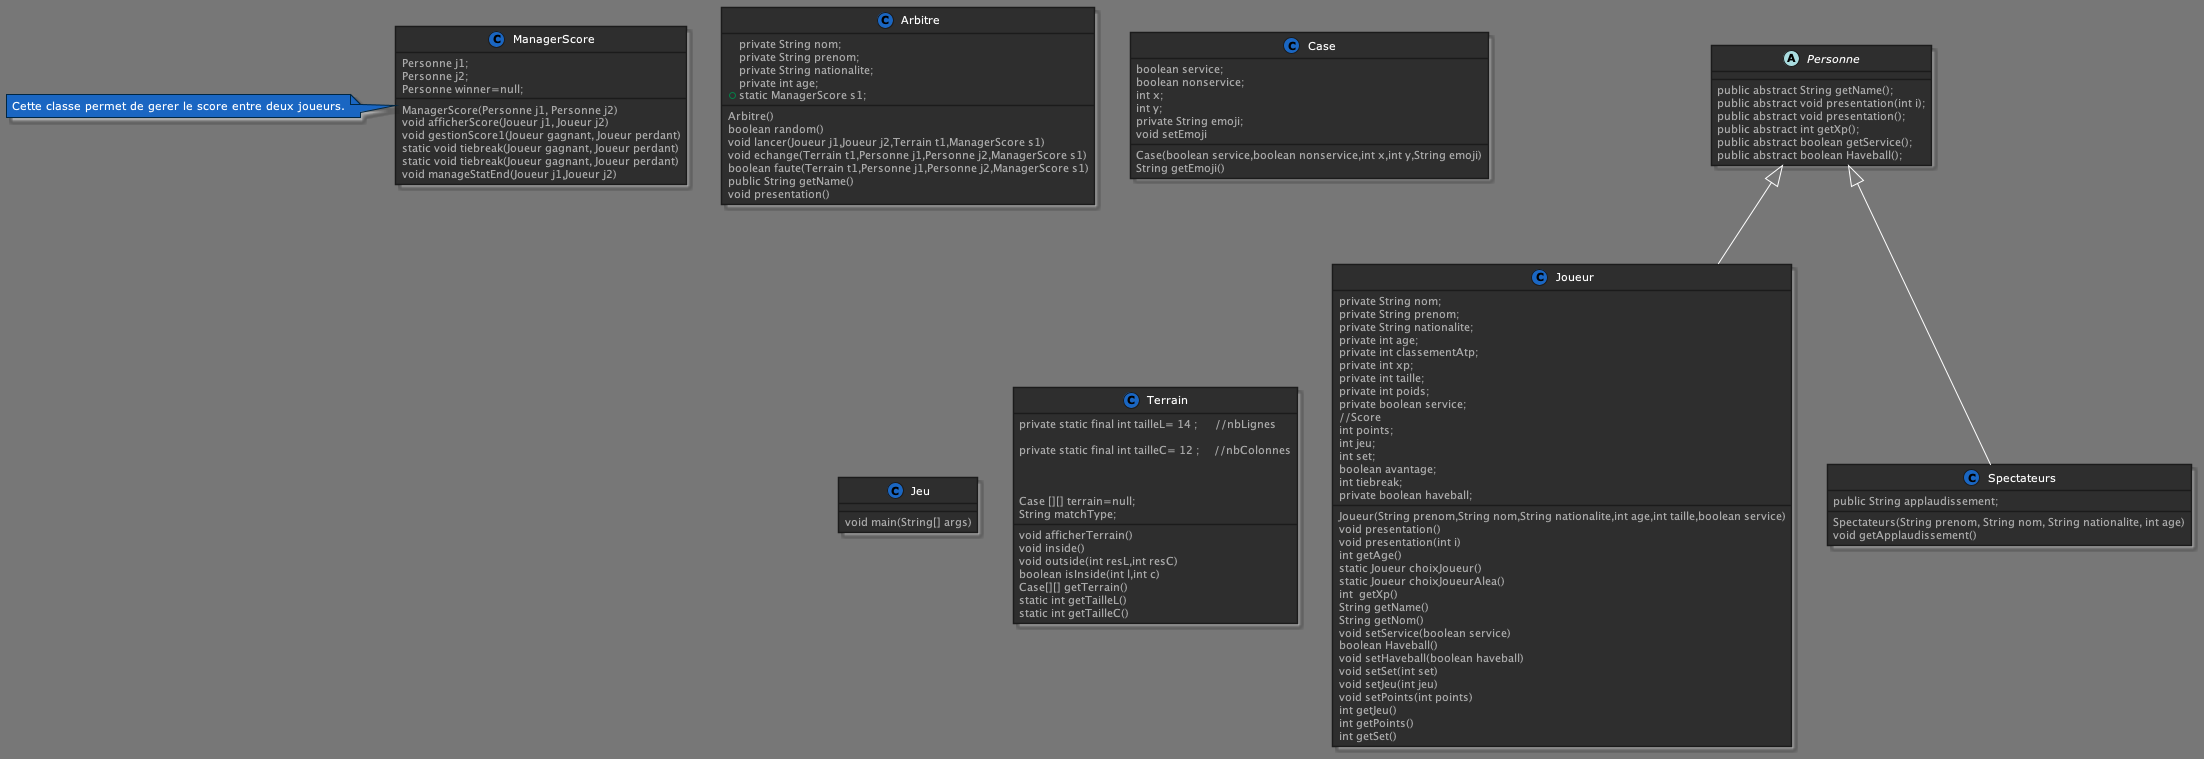 Cette classe permet de gerer le score entre deux joueurs.
C ManagerScore
Personne j1;
Personne j2;
Personne winner=null;
ManagerScore(Personne j1, Personne j2)
void afficherScore(Joueur j1, Joueur j2)
void gestionScore1(Joueur gagnant, Joueur perdant)
static void tiebreak(Joueur gagnant, Joueur perdant)
static void tiebreak(Joueur gagnant, Joueur perdant)
void manageStatEnd(Joueur j1,Joueur j2)
C Arbitre
private String nom;
private String prenom;
private String nationalite;
private int age;
static ManagerScore s1;
Arbitre()
boolean random()
void lancer(Joueur j1,Joueur j2,Terrain t1,ManagerScore s1)
void echange(Terrain t1,Personne j1,Personne j2,ManagerScore s1)
boolean faute(Terrain t1,Personne j1,Personne j2,ManagerScore s1)
public String getName()
void presentation()
C Case
boolean service;
boolean nonservice;
int x;
int y;
private String emoji;
void setEmoji
Case(boolean service,boolean nonservice,int x,int y,String emoji)
String getEmoji()
A Personne
public abstract String getName();
public abstract void presentation(int i);
public abstract void presentation();
public abstract int getXp();
public abstract boolean getService();
public abstract boolean Haveball();
C Jeu
void main(String[] args)
C Terrain
private static final int tailleL= 14 ; //nbLignes
private static final int tailleC= 12 ; //nbColonnes
Case [][] terrain=null;
String matchType;
void afficherTerrain()
void inside()
void outside(int resL,int resC)
boolean isInside(int l,int c)
Case[][] getTerrain()
static int getTailleL()
static int getTailleC()
C Joueur
private String nom;
private String prenom;
private String nationalite;
private int age;
private int classementAtp;
private int xp;
private int taille;
private int poids;
private boolean service;
//Score
int points;
int jeu;
int set;
boolean avantage;
int tiebreak;
private boolean haveball;
Joueur(String prenom,String nom,String nationalite,int age,int taille,boolean service)
void presentation()
void presentation(int i)
int getAge()
static Joueur choixJoueur()
static Joueur choixJoueurAlea()
int getXp()
String getName()
String getNom()
void setService(boolean service)
boolean Haveball()
void setHaveball(boolean haveball)
void setSet(int set)
void setJeu(int jeu)
void setPoints(int points)
int getJeu()
int getPoints()
int getSet()
C Spectateurs
public String applaudissement;
Spectateurs(String prenom, String nom, String nationalite, int age)
void getApplaudissement()